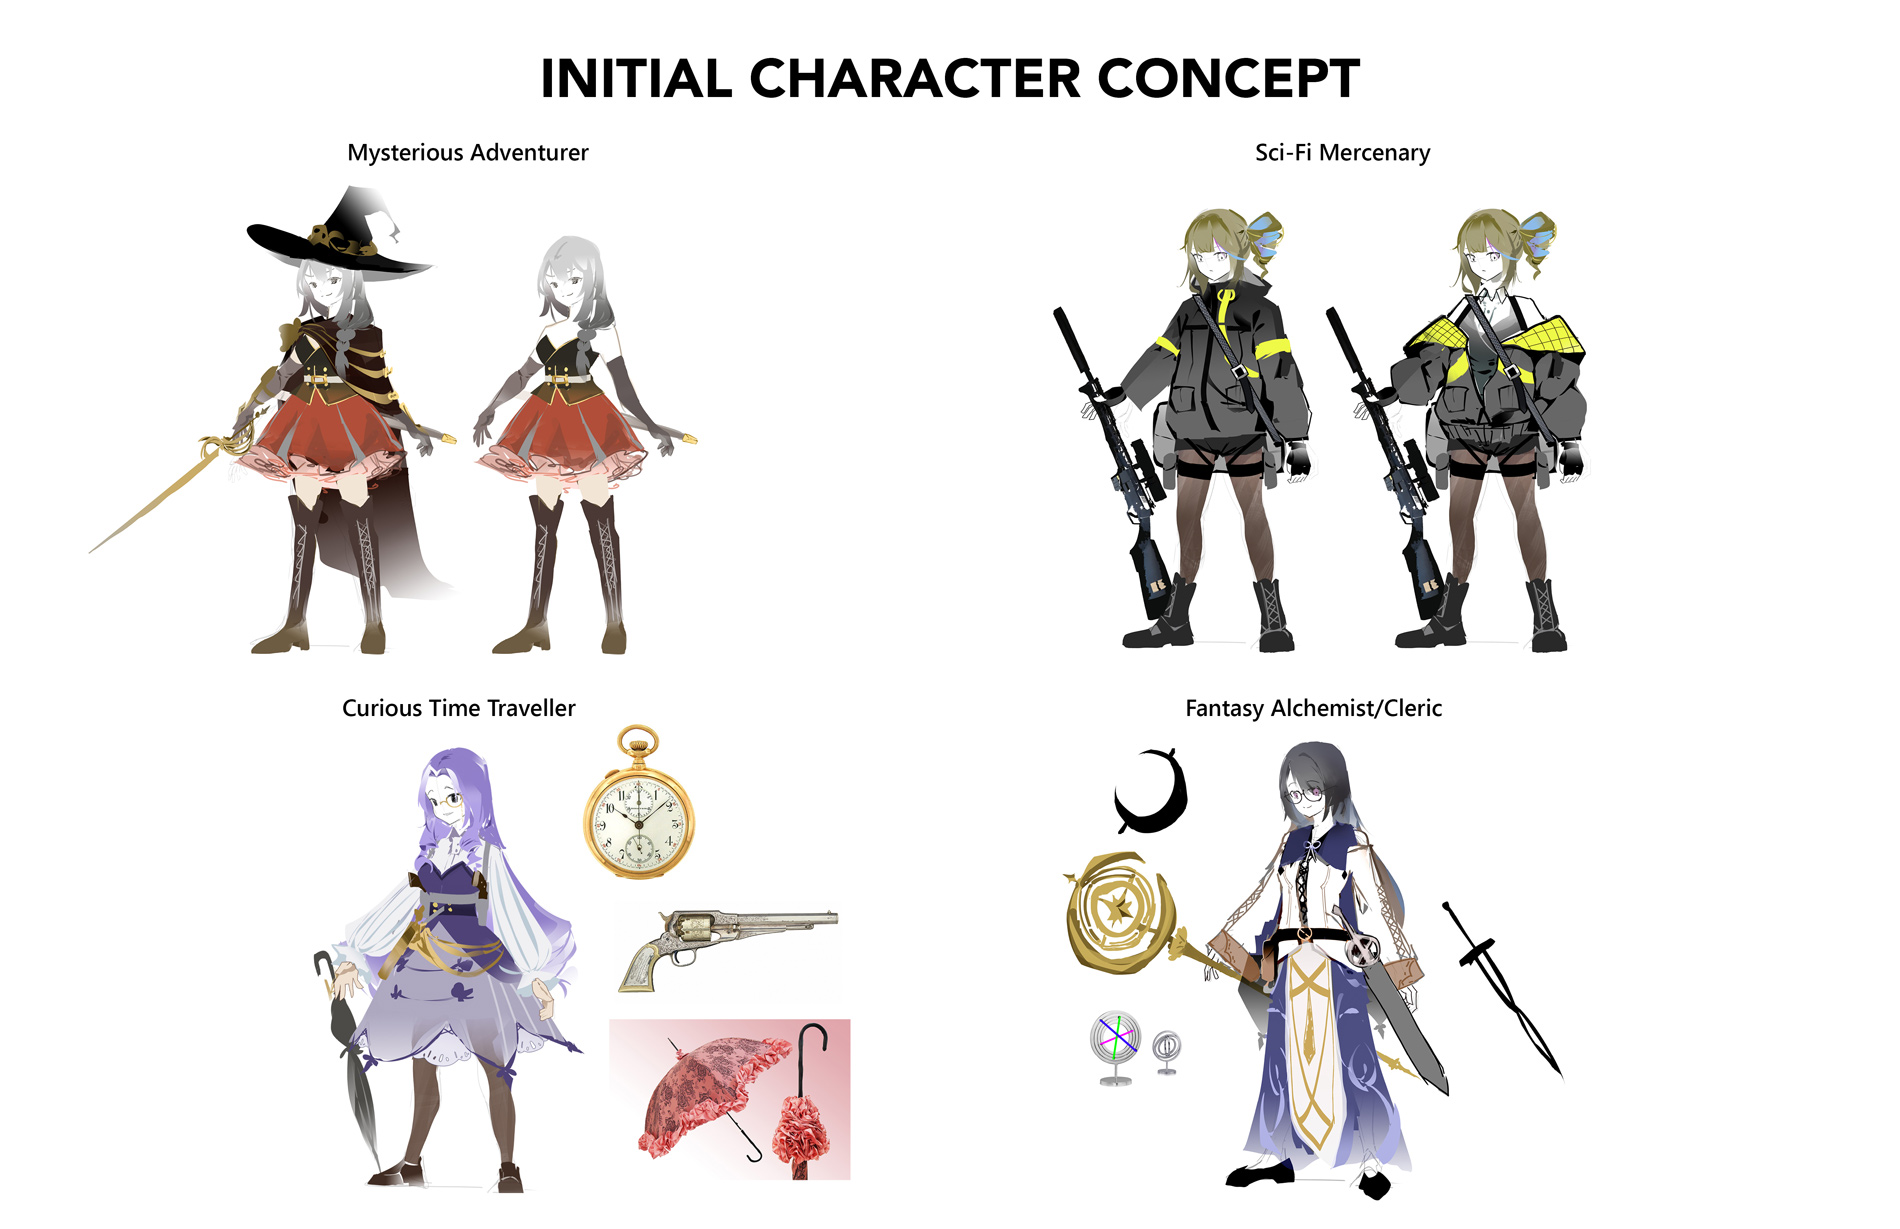 INITIAL CHARACTER CONCEPT
Mysterious Adventurer
Sci-Fi Mercenary
Curious Time Traveller
Fantasy Alchemist/Cleric